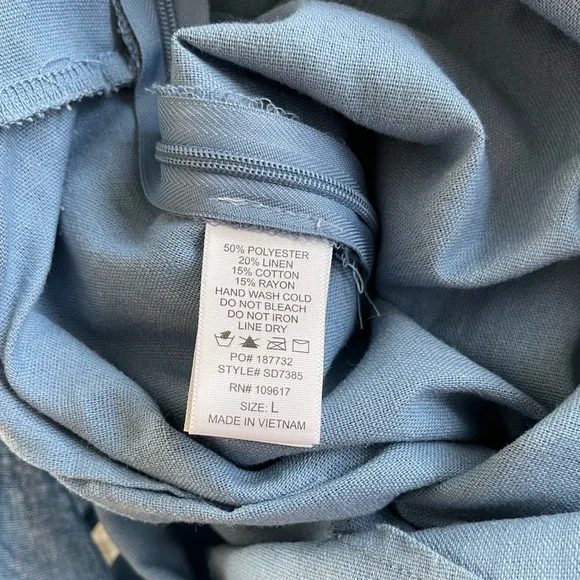 50% POLYESTER
20% LINEN
15% COTTON
15% RAYON
HAND WASH COLD
DO NOT BLEACH
DO NOT IRON
LINE DRY
PO# 187732
STYLE# SD7385
RN# 109617
SIZE: L
MADE IN VIETNAM